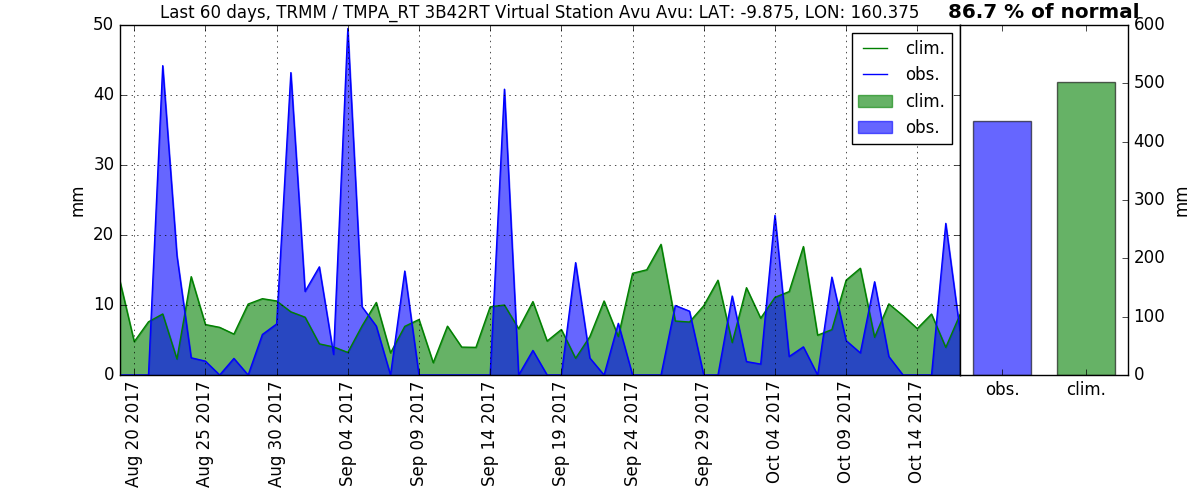 Last 60 days, TRMM / TMPA_RT 3B42RT Virtual Station Avu Avu: LAT: -9.875, LON: 160.375
86.7 % of normal
50
40
30
20
10
0
mm
clim.
obs.
clim.
obs.
600
500
400
300
200
100
0
mm
Aug 20 2017
Aug 25 2017
Aug 30 2017
Sep 04 2017
Sep 09 2017
Sep 14 2017
Sep 19 2017
Sep 24 2017
Sep 29 2017
Oct 04 2017
Oct 09 2017
Oct 14 2017
obs.
clim.